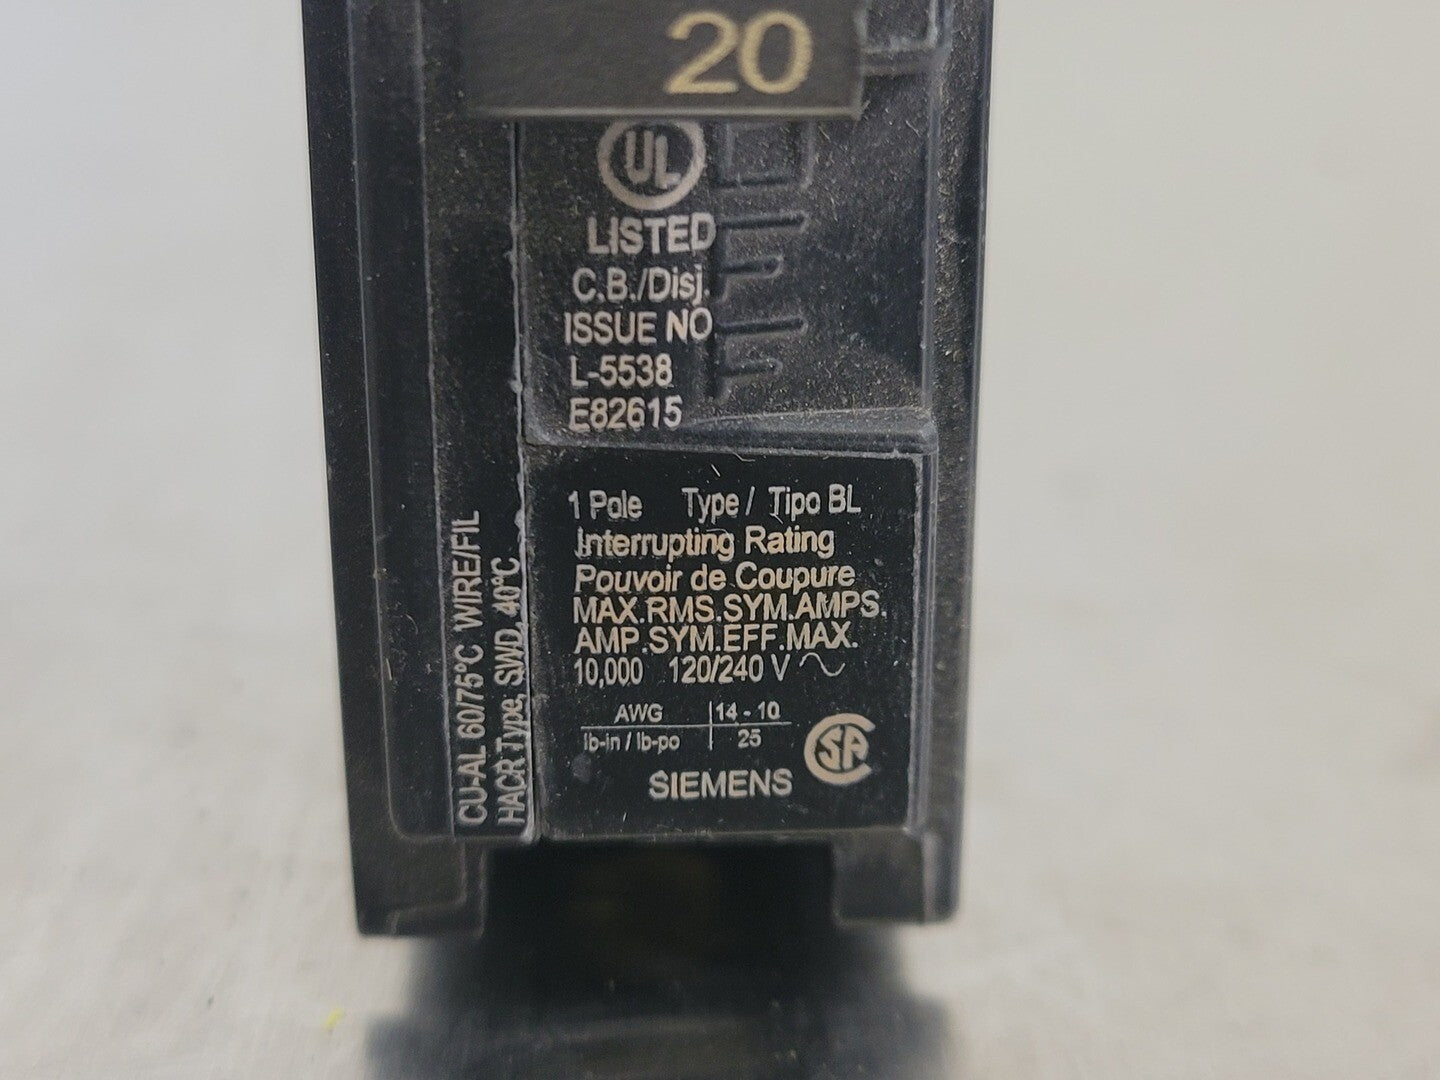 20
UL
LISTED
C.B./Disj.
ISSUE NO
L-5538
E82615
1 Pole Type / Tipo BL
Interrupting Rating
Pouvoir de Coupure
MAX.RMS.SYM.AMPS.
AMP.SYM.EFF.MAX.
10,000 120/240 V ~
AWG 14 - 10
lb-in / lb-po 25
SA
SIEMENS
CU-AL 60/75°C WIRE/FIL
HACR Type, SWD, 40°C